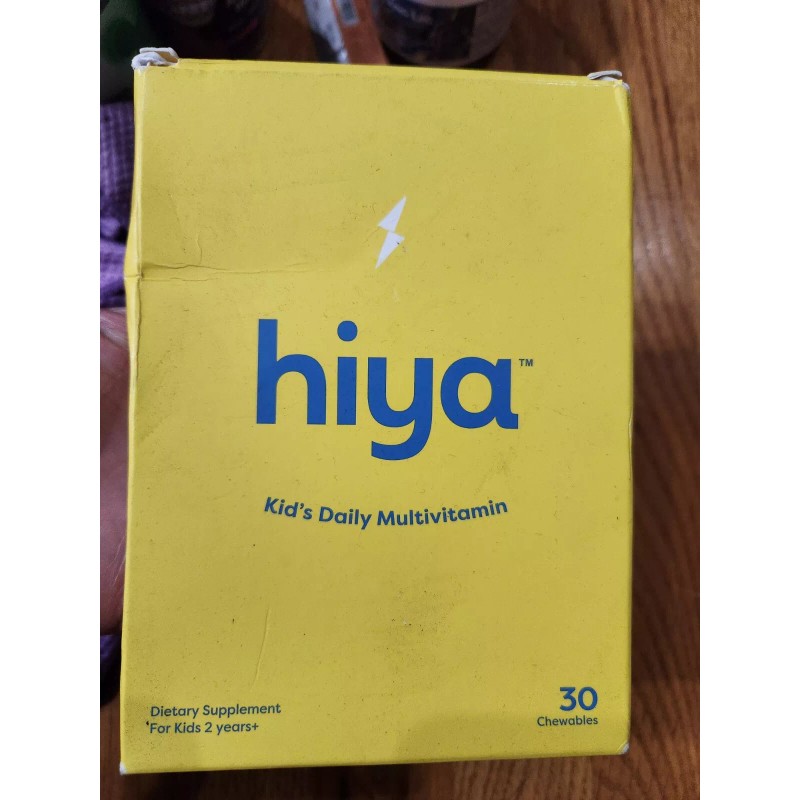 hiya™
Kid's Daily Multivitamin
Dietary Supplement
For Kids 2 years+
30
Chewables